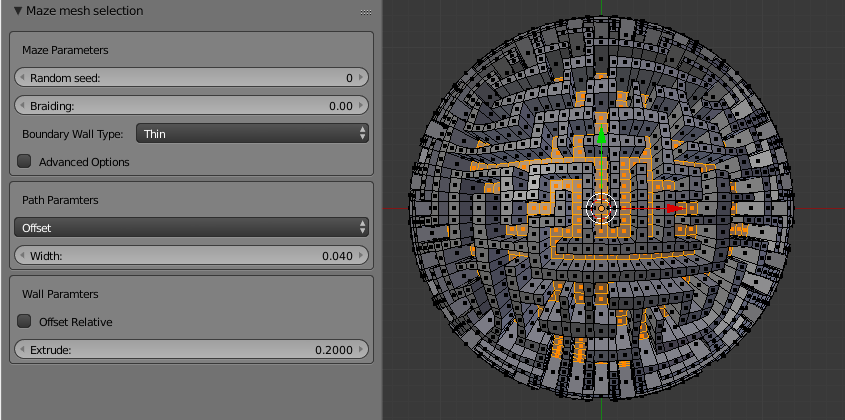 Maze mesh selection
Maze Parameters
Random seed: 0
Braiding: 0.00
Boundary Wall Type: Thin
Advanced Options
Path Paramters
Offset
Width: 0.040
Wall Paramters
Offset Relative
Extrude: 0.2000